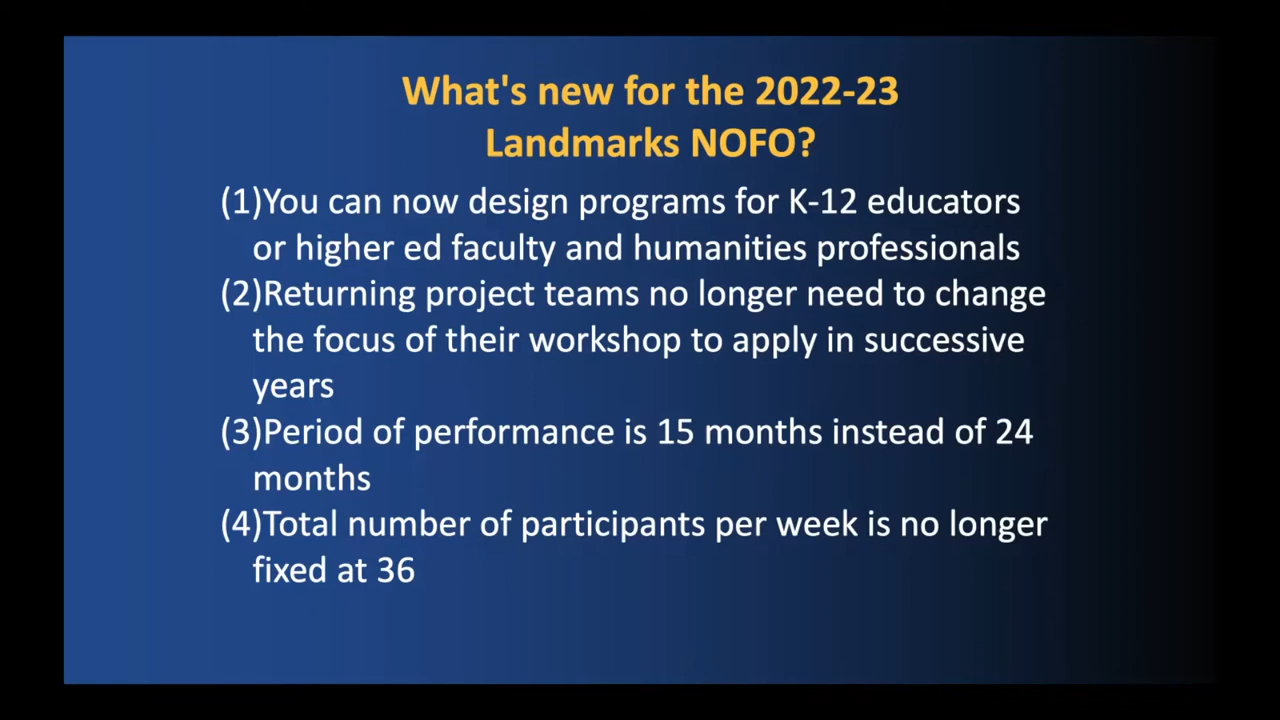 What's new for the 2022-23
Landmarks NOFO?
(1)You can now design programs for K-12 educators
or higher ed faculty and humanities professionals
(2)Returning project teams no longer need to change
the focus of their workshop to apply in successive
years
(3)Period of performance is 15 months instead of 24
months
(4)Total number of participants per week is no longer
fixed at 36